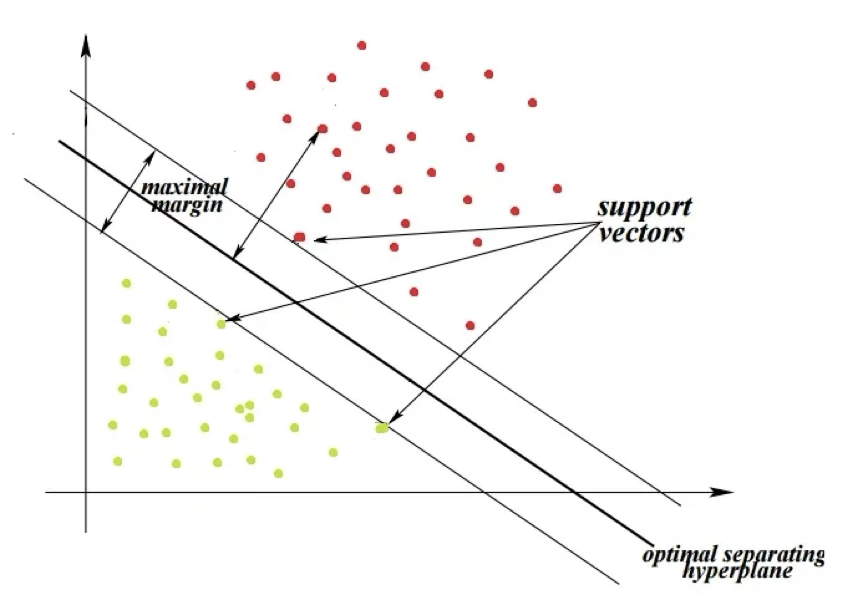 maximal
margin
support
vectors
optimal separating
hyperplane